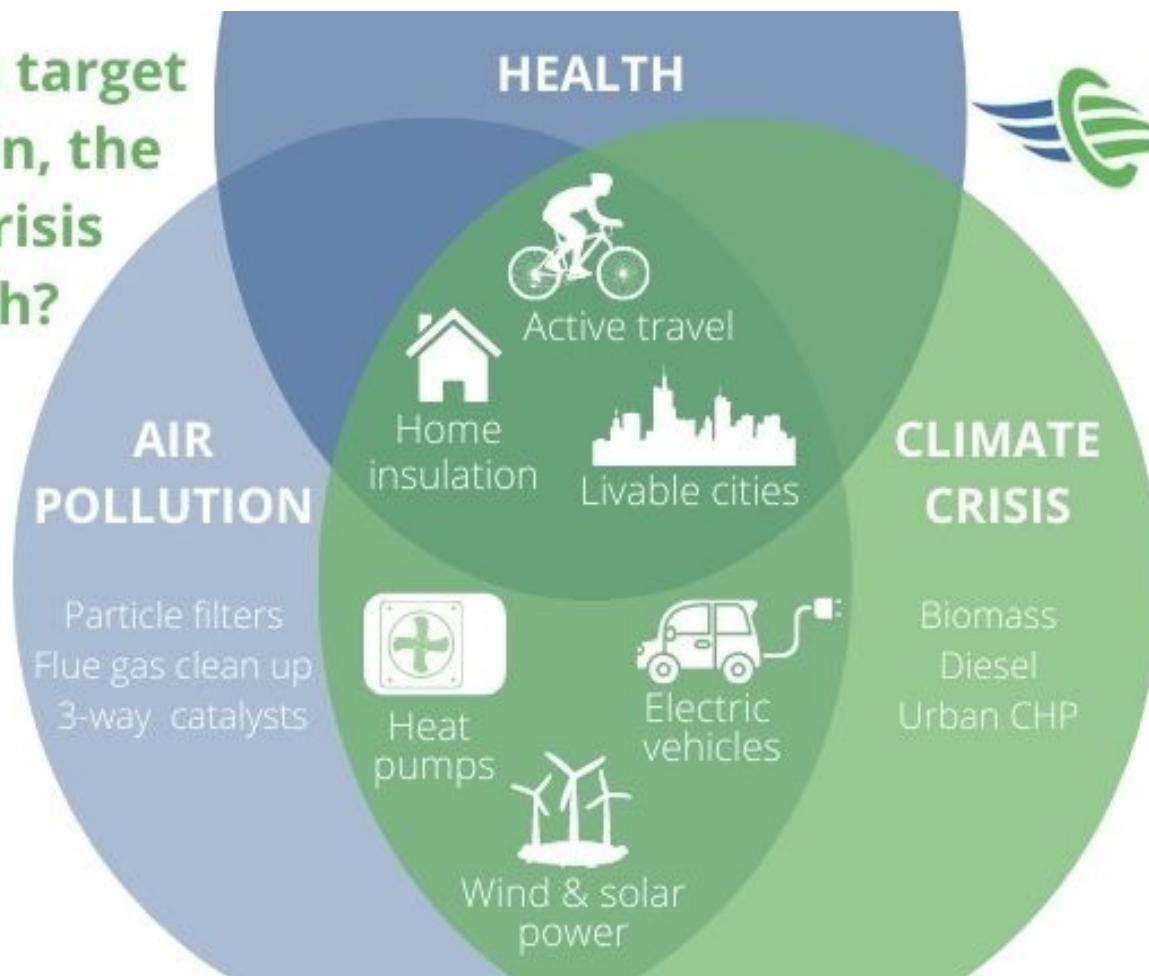 target
n, the
risis
h?
HEALTH
Active travel
Home
insulation
Livable cities
AIR
POLLUTION
Particle filters
Flue gas clean up
3-way catalysts
CLIMATE
CRISIS
Biomass
Diesel
Urban CHP
Heat
pumps
Electric
vehicles
Wind & solar
power